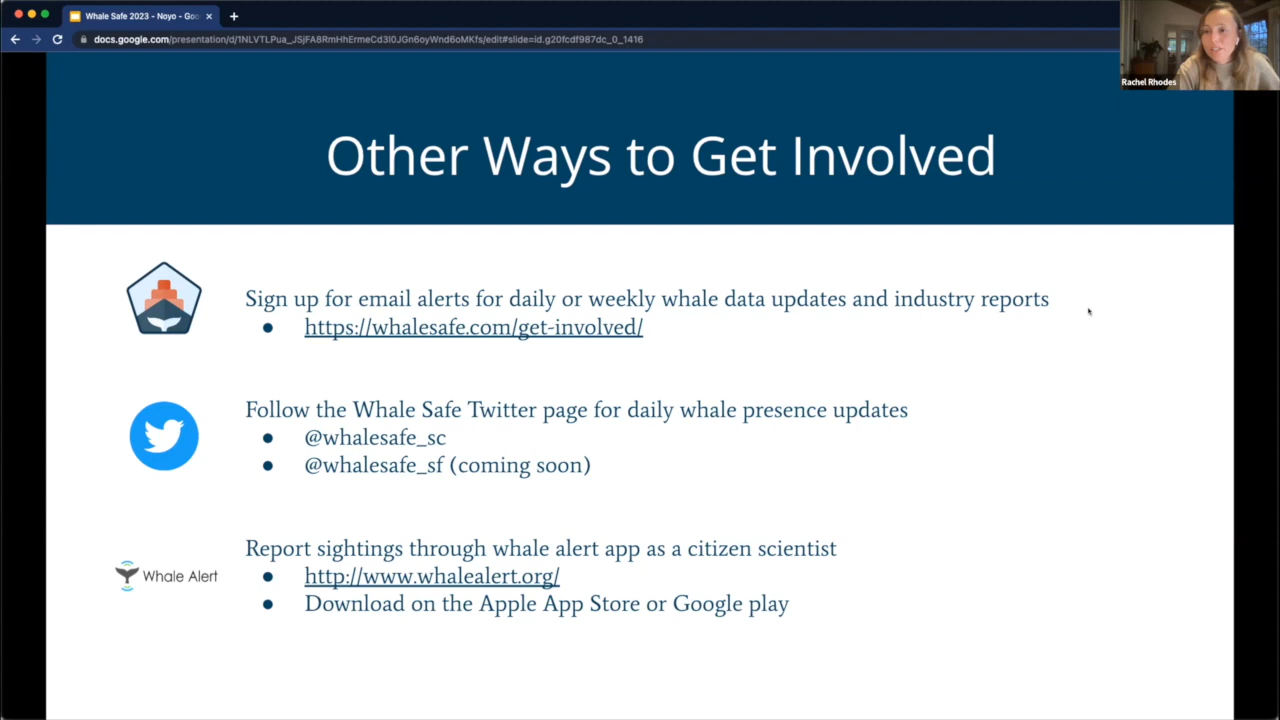 Whale Safe 2023 - Noyo - Goo
docs.google.com/presentation/d/1NLVTLPua_JSjFA8RmHhErmeCd3l0JGn6oyWnd6oMKfs/edit#slide=id.g20fcdf987dc_0_1416
Rachel Rhodes
Other Ways to Get Involved
Sign up for email alerts for daily or weekly whale data updates and industry reports
● https://whalesafe.com/get-involved/
Follow the Whale Safe Twitter page for daily whale presence updates
● @whalesafe_sc
● @whalesafe_sf (coming soon)
Report sightings through whale alert app as a citizen scientist
Whale Alert
● http://www.whalealert.org/
● Download on the Apple App Store or Google play